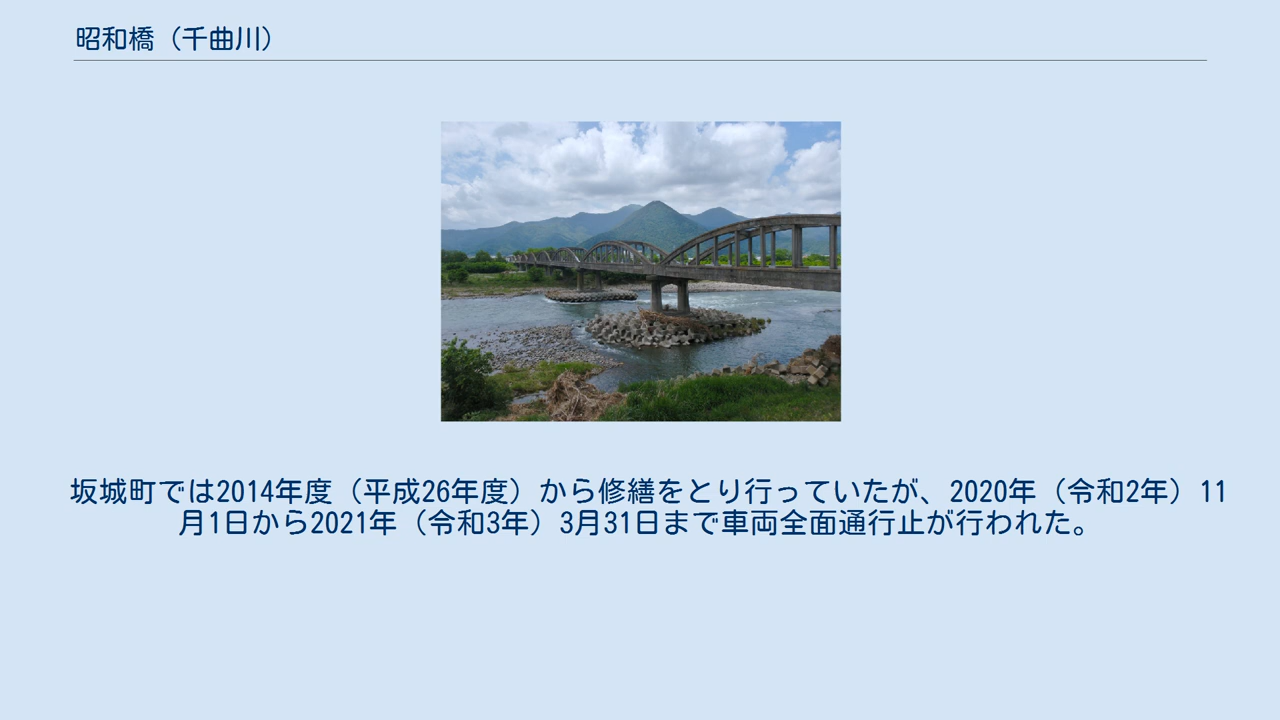 昭和橋（千曲川）
坂城町では2014年度（平成26年度）から修繕をとり行っていたが、2020年（令和2年）11
月1日から2021年（令和3年）3月31日まで車両全面通行止が行われた。